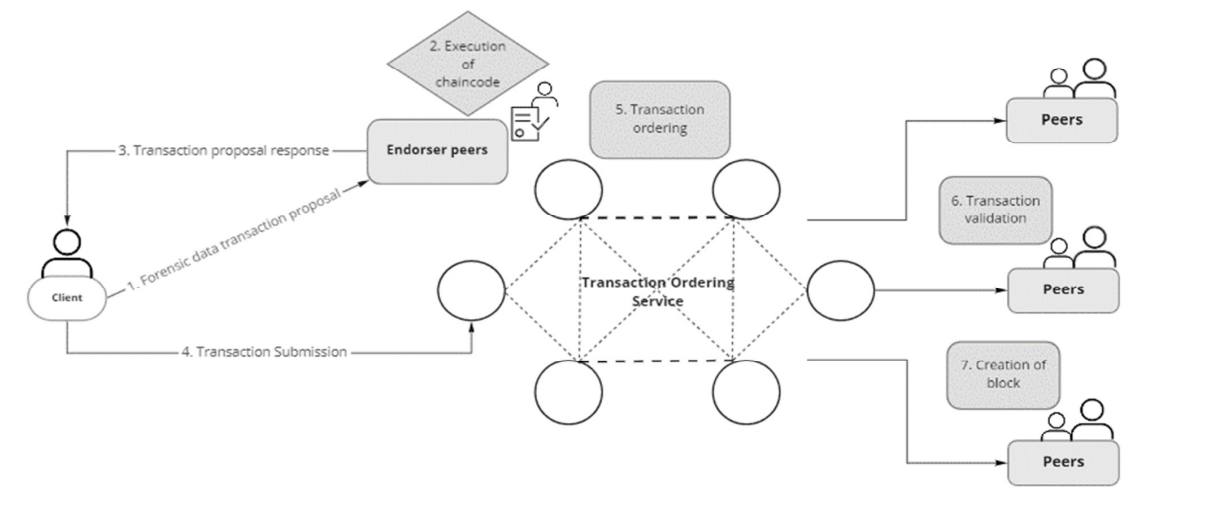 2. Execution
of
chaincode
5. Transaction
ordering
Peers
3. Transaction proposal response
Endorser peers
1. Forensic data transaction proposal
6. Transaction
validation
Client
Transaction Ordering
Service
Peers
4. Transaction Submission
7. Creation of
block
Peers